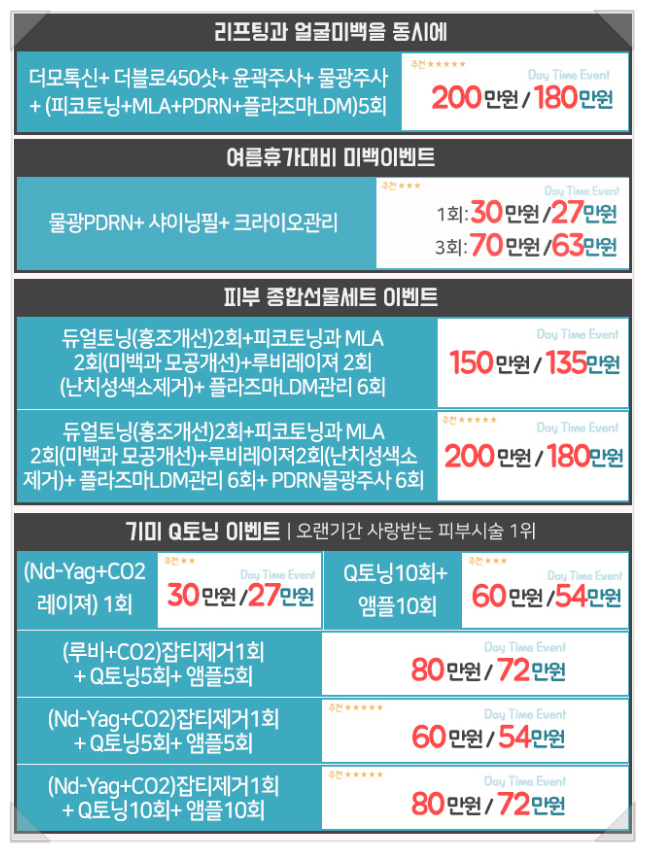 리프팅과 얼굴미백을 동시에
더모톡신+ 더블로450샷+ 윤곽주사+ 물광주사
+ (피코토닝+MLA+PDRN+플라즈마LDM)5회
추천★★★★★
Day Time Event
200만원/180만원
여름휴가대비 미백이벤트
물광PDRN+ 샤이닝필+ 크라이오관리
추천★★★
Day Time Event
1회:30만원/27만원
3회:70만원/63만원
피부 종합선물세트 이벤트
듀얼토닝(홍조개선)2회+피코토닝과 MLA
2회(미백과 모공개선)+루비레이져 2회
(난치성색소제거)+ 플라즈마LDM관리 6회
Day Time Event
150만원/135만원
듀얼토닝(홍조개선)2회+피코토닝과 MLA
2회(미백과 모공개선)+루비레이져2회(난치성색소
제거)+ 플라즈마LDM관리 6회+ PDRN물광주사 6회
추천★★★★★
Day Time Event
200만원/180만원
기미 Q토닝 이벤트 | 오랜기간 사랑받는 피부시술 1위
(Nd-Yag+CO2
레이져) 1회
추천★★
Day Time Event
30만원/27만원
Q토닝10회+
앰플10회
추천★★★
Day Time Event
60만원/54만원
(루비+CO2)잡티제거1회
+ Q토닝5회+ 앰플5회
Day Time Event
80만원/72만원
(Nd-Yag+CO2)잡티제거1회
+ Q토닝5회+ 앰플5회
추천★★★★★
Day Time Event
60만원/54만원
(Nd-Yag+CO2)잡티제거1회
+ Q토닝10회+ 앰플10회
추천★★★★★
Day Time Event
80만원/72만원